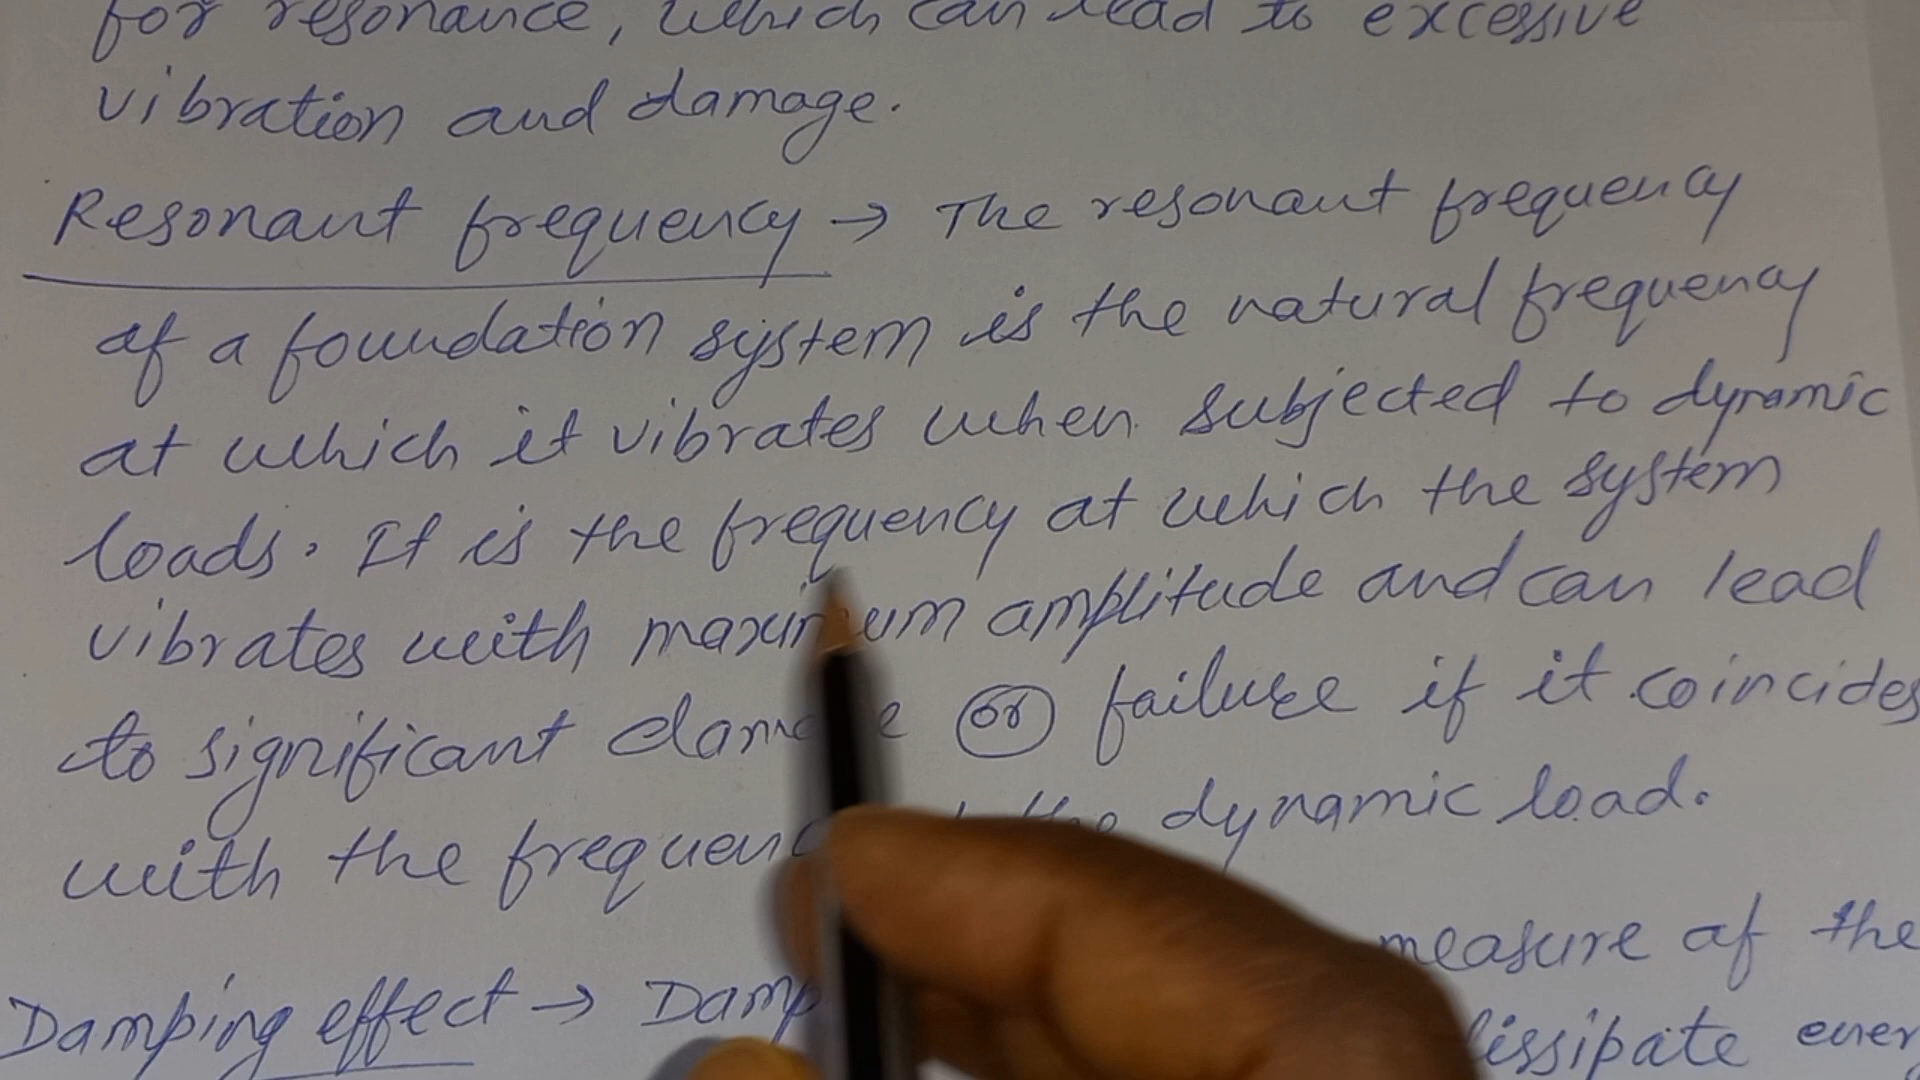 for resonance, which can lead to excessive
vibration and damage.
Resonant frequency → The resonant frequency
of a foundation system is the natural frequency
at which it vibrates when subjected to dynamic
loads. It is the frequency at which the system
vibrates with maximum amplitude and can lead
to significant or failure if it coincides
with the the dynamic load.
measure of the
Damping effect →